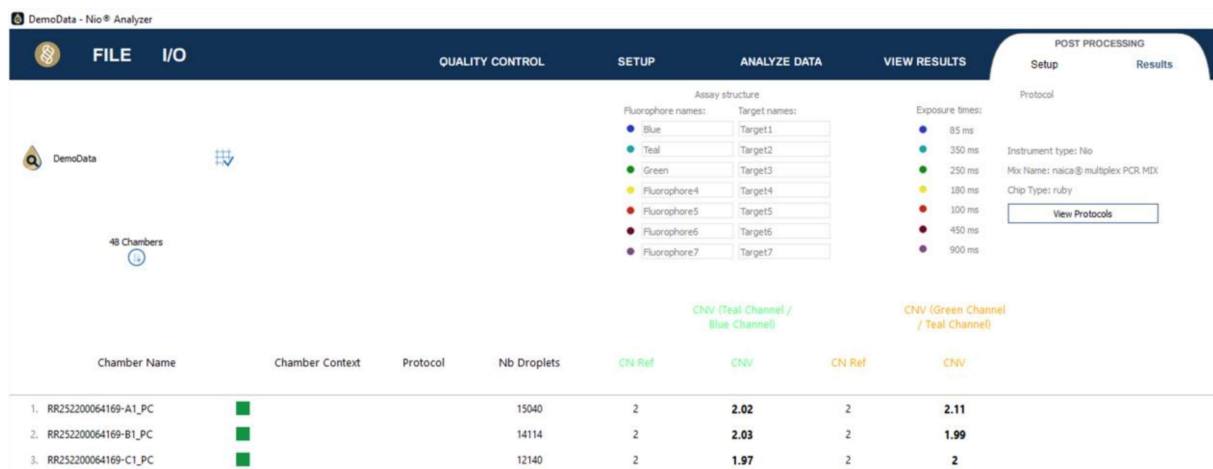 DemoData - Nio® Analyzer
FILE I/O QUALITY CONTROL SETUP ANALYZE DATA VIEW RESULTS POST PROCESSING
Setup Results
Assay structure Protocol
Fluorophore names: Target names: Exposure times:
Blue Target1 85 ms
DemoData Teal Target2 350 ms Instrument type: Nio
Green Target3 250 ms Mix Name: naica® multiplex PCR MIX
Fluorophore4 Target4 180 ms Chip Type: ruby
Fluorophore5 Target5 100 ms View Protocols
Fluorophore6 Target6 450 ms
48 Chambers
Fluorophore7 Target7 900 ms
CNV (Teal Channel / Blue Channel) CNV (Green Channel / Teal Channel)
Chamber Name Chamber Context Protocol Nb Droplets CN Ref CNV CN Ref CNV
1. RR252200064169-A1_PC 15040 2 2.02 2 2.11
2. RR252200064169-B1_PC 14114 2 2.03 2 1.99
3. RR252200064169-C1_PC 12140 2 1.97 2 2